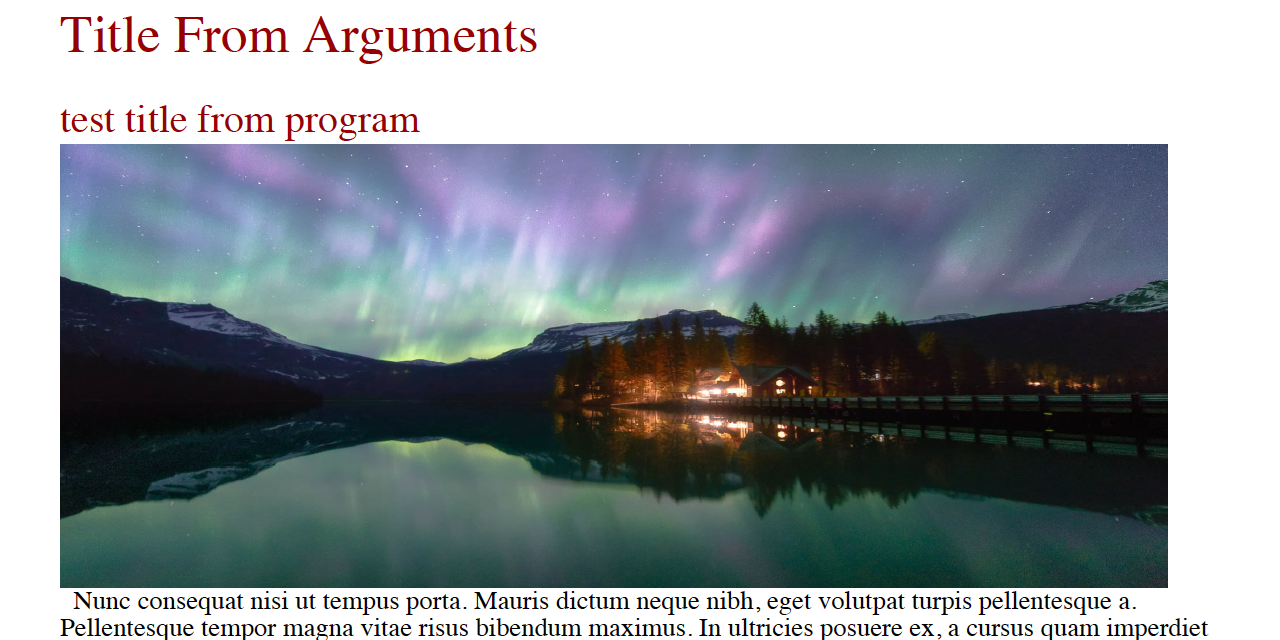 Title From Arguments
test title from program
Nunc consequat nisi ut tempus porta. Mauris dictum neque nibh, eget volutpat turpis pellentesque a.
Pellentesque tempor magna vitae risus bibendum maximus. In ultricies posuere ex, a cursus quam imperdiet